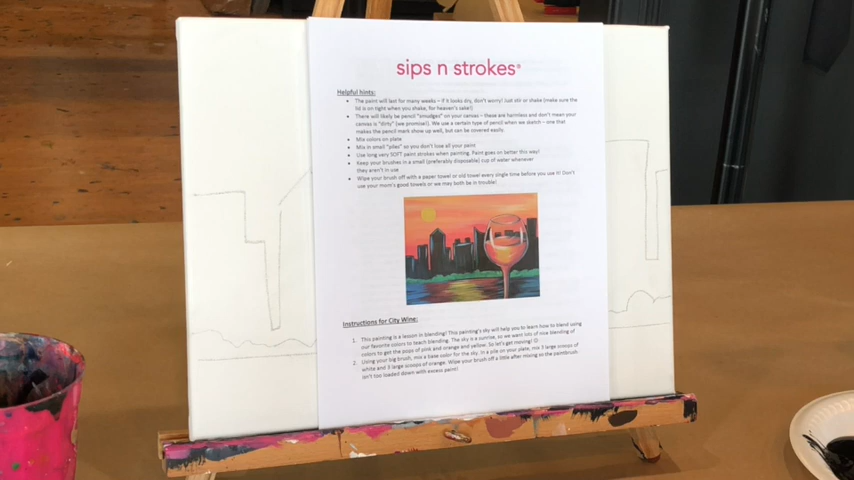 sips n strokes®
Helpful hints:
• The paint will last for many weeks – if it looks dry, don't worry! Just stir or shake (make sure the
lid is on tight when you shake, for heaven's sake!)
• There will likely be pencil "smudges" on your canvas – these are harmless and don't mean your
canvas is "dirty" (we promise!). We use a certain type of pencil when we sketch – one that
makes the pencil mark show up well, but can be covered easily.
• Mix colors on plate
• Mix in small "piles" so you don't lose all your paint
• Use long very SOFT paint strokes when painting. Paint goes on better this way!
• Keep your brushes in a small (preferably disposable) cup of water whenever
they aren't in use
• Wipe your brush off with a paper towel or old towel every single time before you use it! Don't
use your mom's good towels or we may both be in trouble!
Instructions for City Wine:
1. This painting is a lesson in blending! This painting's sky will help you to learn how to blend using
our favorite colors to teach blending. The sky is a sunrise, so we want lots of nice blending of
colors to get the pops of pink and orange and yellow. So let's get moving! ☺
2. Using your big brush, mix a base color for the sky. In a pile on your plate, mix 3 large scoops of
white and 3 large scoops of orange. Wipe your brush off a little after mixing so the paintbrush
isn't too loaded down with excess paint!